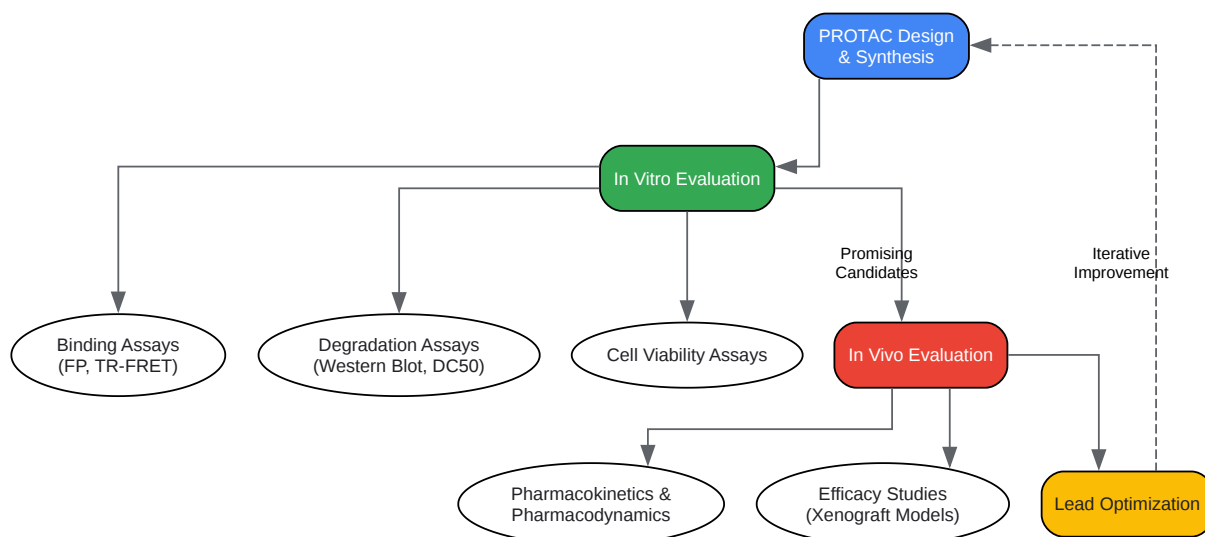 PROTAC Design
& Synthesis
In Vitro Evaluation
Promising
Candidates
Iterative
Improvement
Binding Assays
(FP, TR-FRET)
Degradation Assays
(Western Blot, DC50)
Cell Viability Assays
In Vivo Evaluation
Pharmacokinetics &
Pharmacodynamics
Efficacy Studies
(Xenograft Models)
Lead Optimization